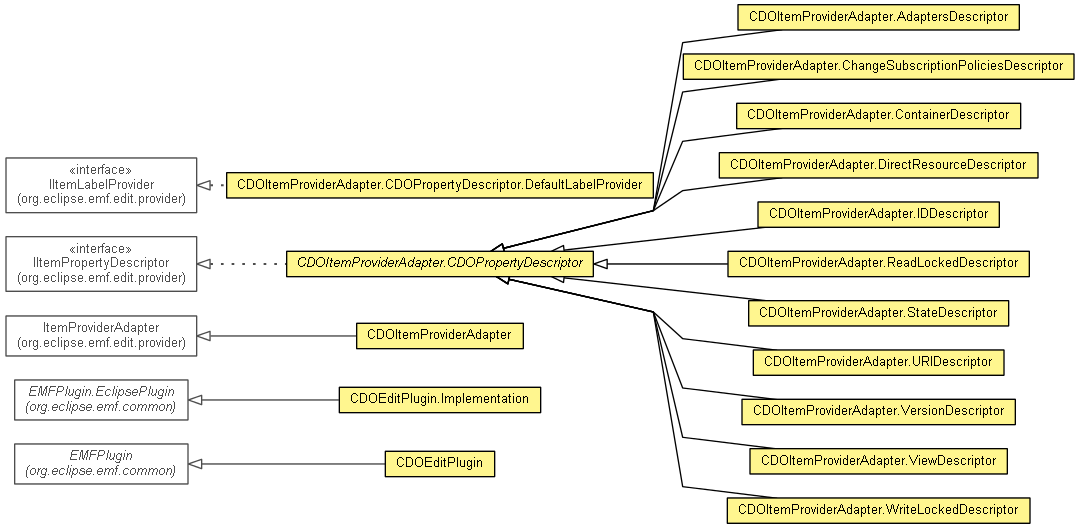 CDOItemProviderAdapter.AdaptersDescriptor
CDOItemProviderAdapter.ChangeSubscriptionPoliciesDescriptor
CDOItemProviderAdapter.ContainerDescriptor
CDOItemProviderAdapter.DirectResourceDescriptor
«interface»
IItemLabelProvider
(org.eclipse.emf.edit.provider)
CDOItemProviderAdapter.CDOPropertyDescriptor.DefaultLabelProvider
CDOItemProviderAdapter.IDDescriptor
«interface»
IItemPropertyDescriptor
(org.eclipse.emf.edit.provider)
CDOItemProviderAdapter.CDOPropertyDescriptor
CDOItemProviderAdapter.ReadLockedDescriptor
CDOItemProviderAdapter.StateDescriptor
ItemProviderAdapter
(org.eclipse.emf.edit.provider)
CDOItemProviderAdapter
CDOItemProviderAdapter.URIDescriptor
EMFPlugin.EclipsePlugin
(org.eclipse.emf.common)
CDOEditPlugin.Implementation
CDOItemProviderAdapter.VersionDescriptor
EMFPlugin
(org.eclipse.emf.common)
CDOEditPlugin
CDOItemProviderAdapter.ViewDescriptor
CDOItemProviderAdapter.WriteLockedDescriptor